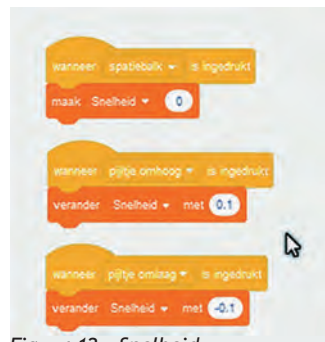 wanneer spatiebalk is ingedrukt
maak Snelheid 0
wanneer pijltje omhoog is ingedrukt
verander Snelheid met 0.1
wanneer pijltje omlaag is ingedrukt
verander Snelheid met -0.1